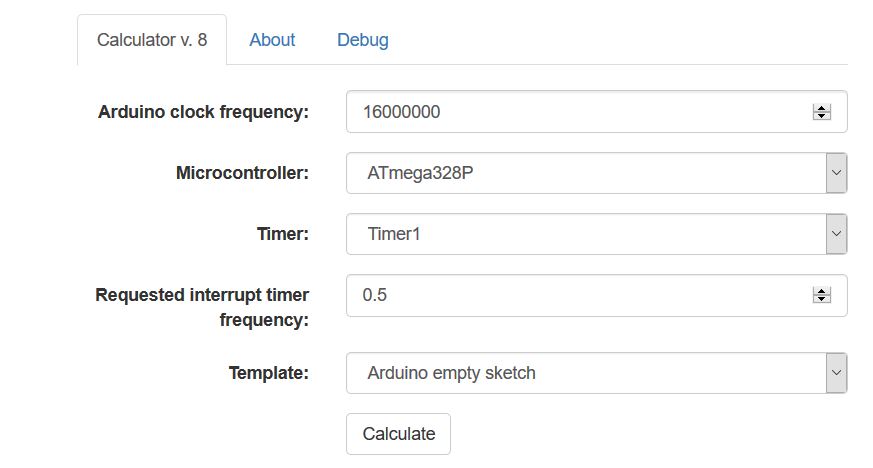 Calculator v. 8 About Debug
Arduino clock frequency: 16000000
Microcontroller: ATmega328P
Timer: Timer1
Requested interrupt timer 0.5
frequency:
Template: Arduino empty sketch
Calculate